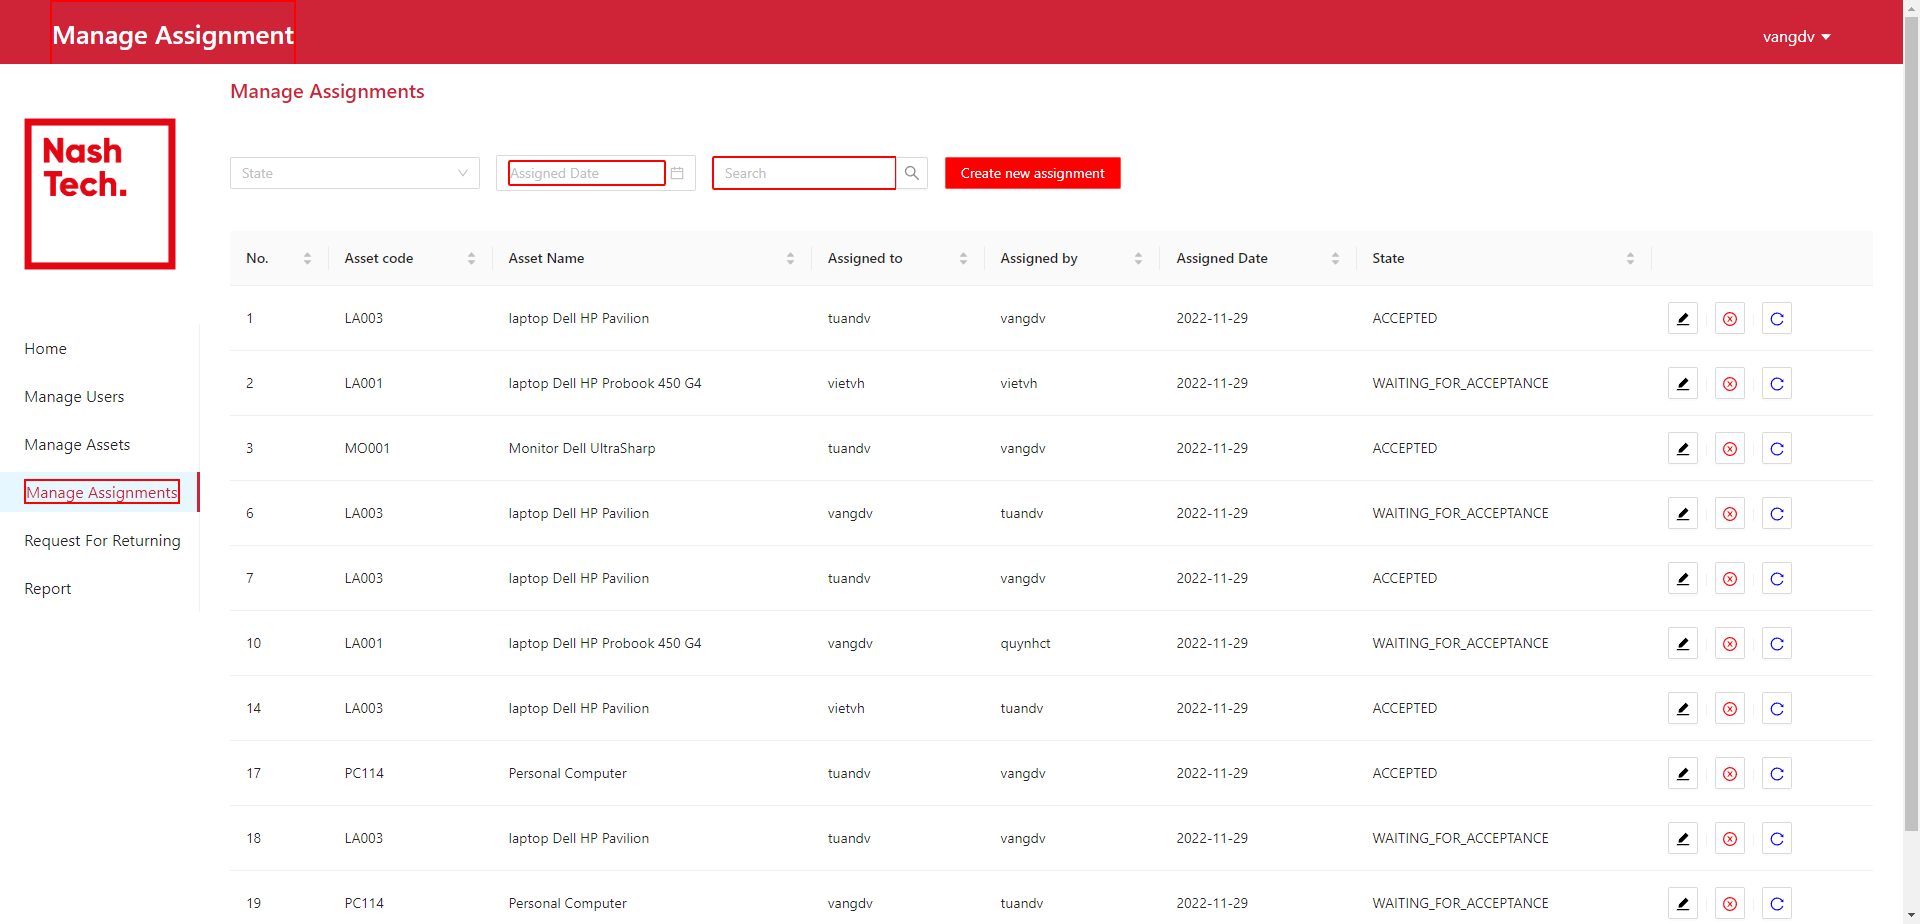 Manage Assignment
vangdv
Nash
Tech.
Home
Manage Users
Manage Assets
Manage Assignments
Request For Returning
Report
Manage Assignments
State
Assigned Date
Search
Create new assignment
No. Asset code Asset Name Assigned to Assigned by Assigned Date State
1 LA003 laptop Dell HP Pavilion tuandv vangdv 2022-11-29 ACCEPTED
2 LA001 laptop Dell HP Probook 450 G4 vietvh vietvh 2022-11-29 WAITING_FOR_ACCEPTANCE
3 MO001 Monitor Dell UltraSharp tuandv vangdv 2022-11-29 ACCEPTED
6 LA003 laptop Dell HP Pavilion vangdv tuandv 2022-11-29 WAITING_FOR_ACCEPTANCE
7 LA003 laptop Dell HP Pavilion tuandv vangdv 2022-11-29 ACCEPTED
10 LA001 laptop Dell HP Probook 450 G4 vangdv quynhct 2022-11-29 WAITING_FOR_ACCEPTANCE
14 LA003 laptop Dell HP Pavilion vietvh tuandv 2022-11-29 ACCEPTED
17 PC114 Personal Computer tuandv vangdv 2022-11-29 ACCEPTED
18 LA003 laptop Dell HP Pavilion tuandv vangdv 2022-11-29 WAITING_FOR_ACCEPTANCE
19 PC114 Personal Computer vangdv tuandv 2022-11-29 WAITING_FOR_ACCEPTANCE